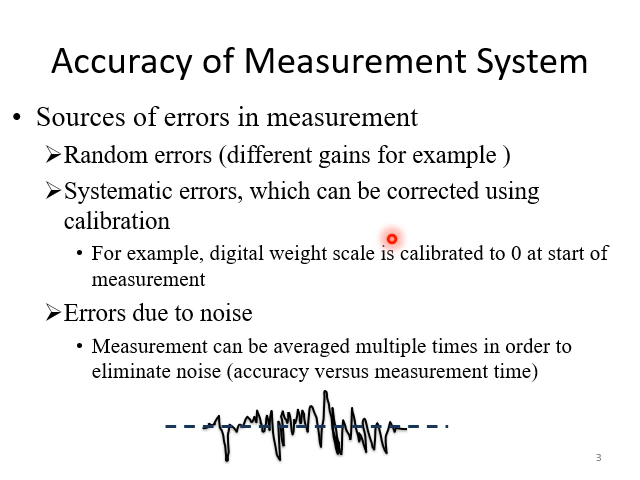 Accuracy of Measurement System
• Sources of errors in measurement
➢Random errors (different gains for example )
➢Systematic errors, which can be corrected using
calibration
• For example, digital weight scale is calibrated to 0 at start of
measurement
➢Errors due to noise
• Measurement can be averaged multiple times in order to
eliminate noise (accuracy versus measurement time)
3